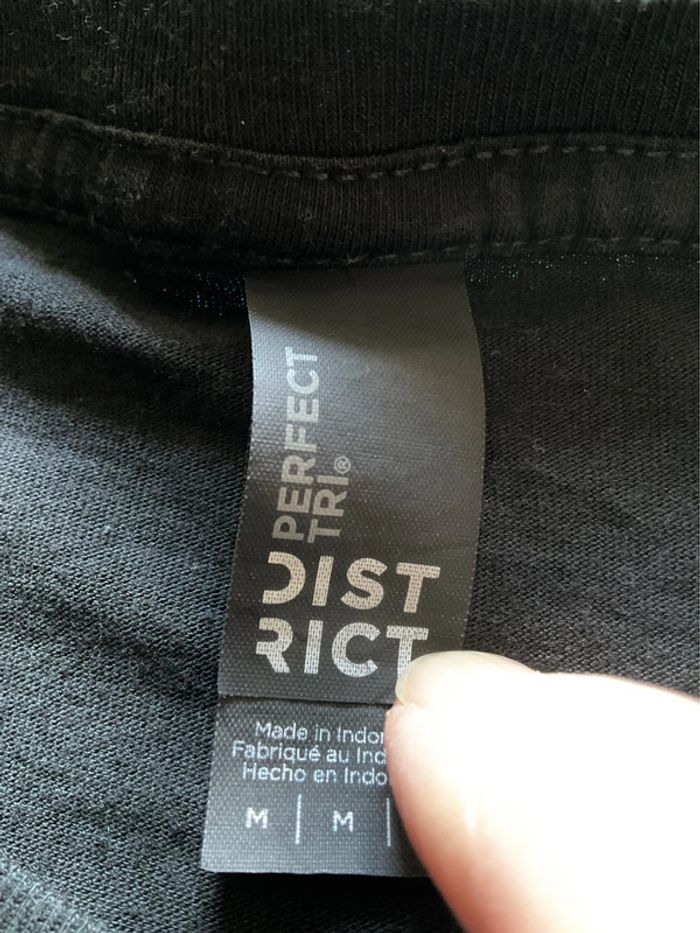 PERFECT
TRI®
DIST
RICT
Made in
Fabriqué au
Hecho en
M | M |